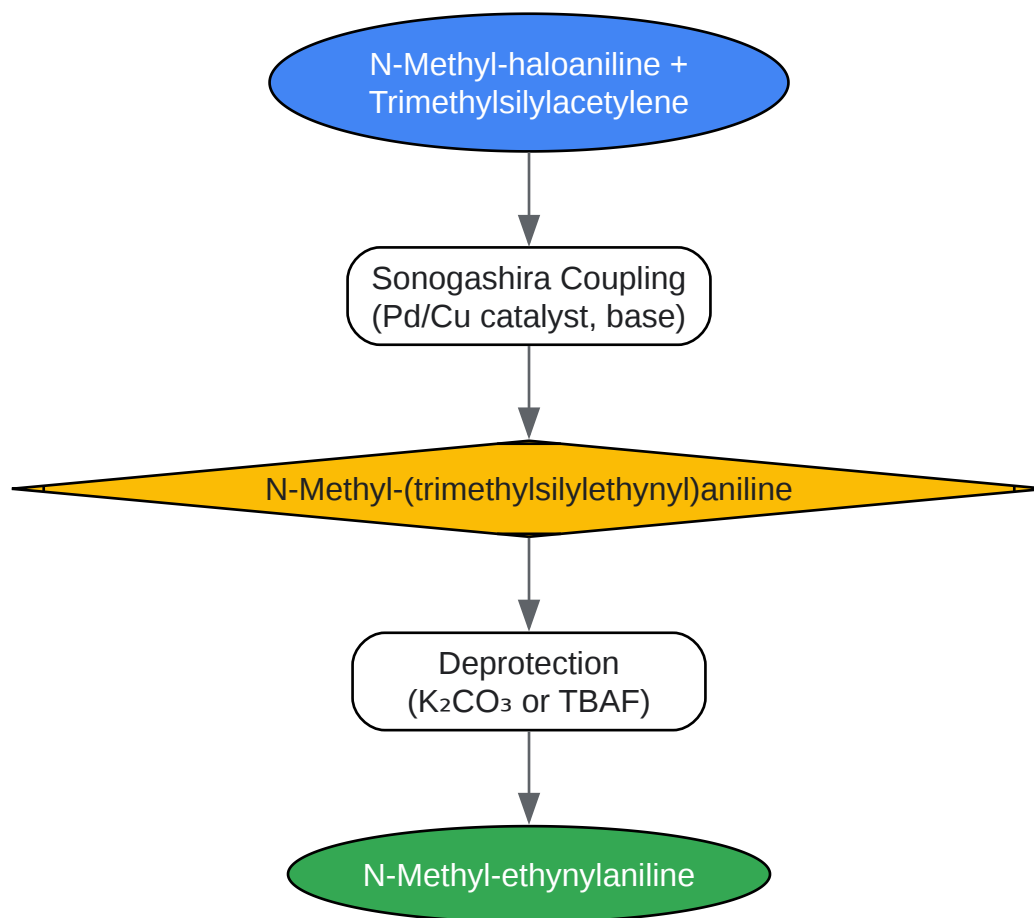 N-Methyl-haloaniline +
Trimethylsilylacetylene
Sonogashira Coupling
(Pd/Cu catalyst, base)
N-Methyl-(trimethylsilylethynyl)aniline
Deprotection
(K₂CO₃ or TBAF)
N-Methyl-ethynylaniline